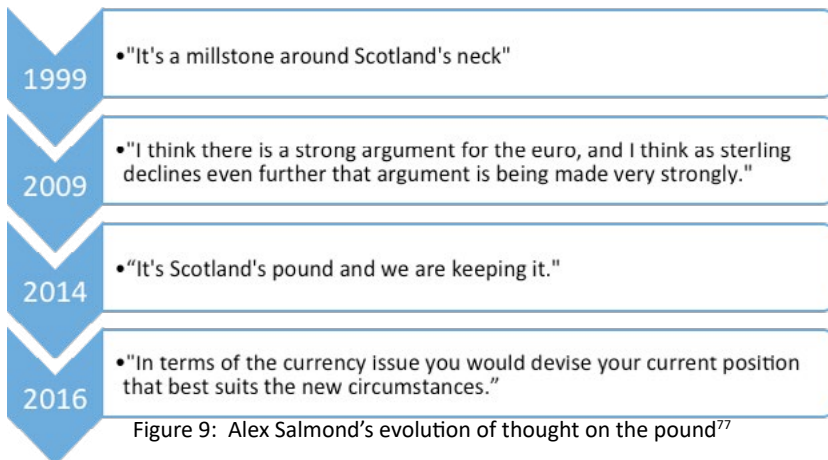 1999
•"It's a millstone around Scotland's neck"
2009
•"I think there is a strong argument for the euro, and I think as sterling
declines even further that argument is being made very strongly."
2014
•“It's Scotland's pound and we are keeping it."
2016
•"In terms of the currency issue you would devise your current position
that best suits the new circumstances.”
Figure 9: Alex Salmond’s evolution of thought on the pound⁷⁷